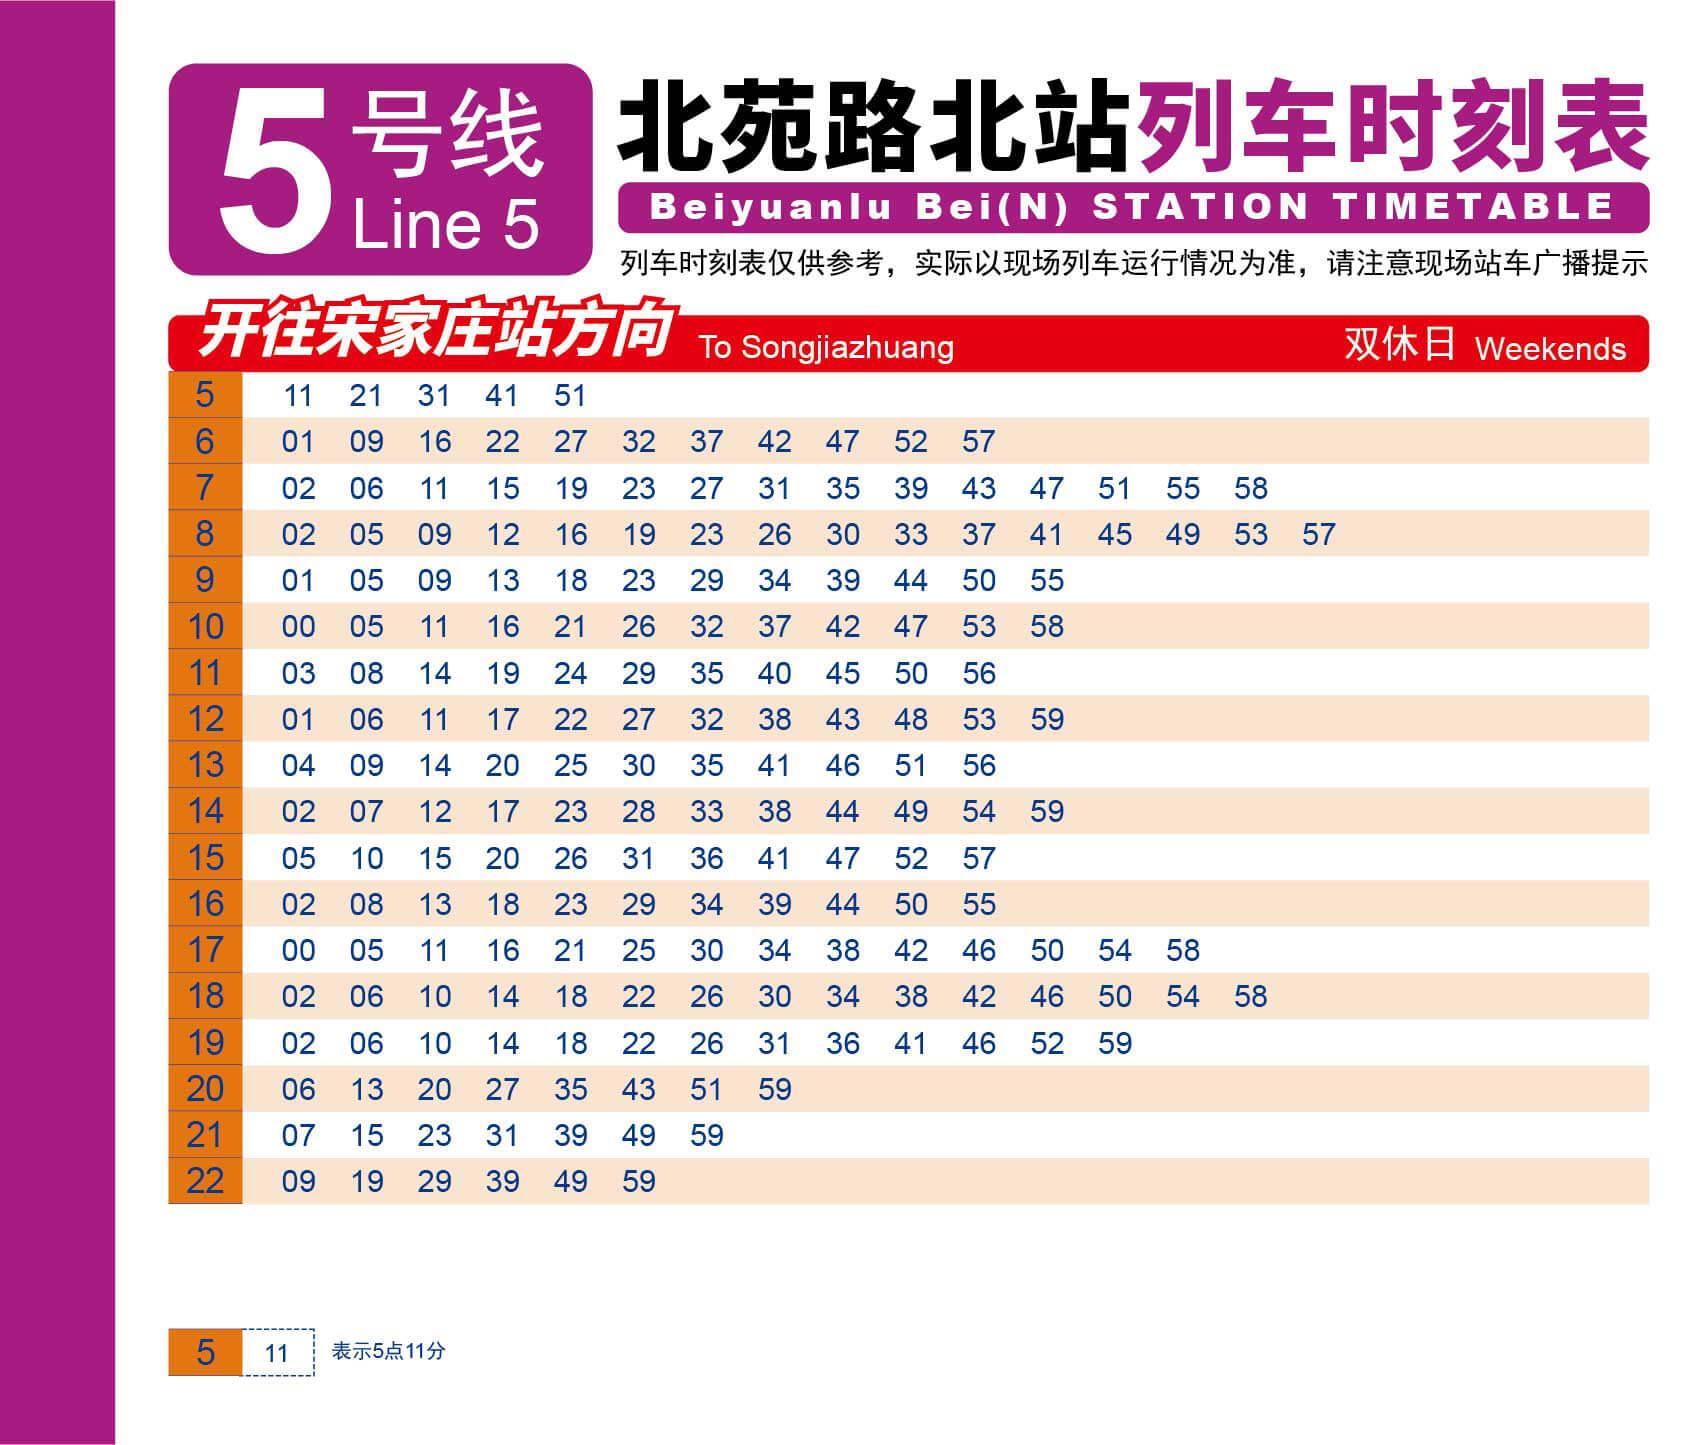 5号线
Line 5
北苑路北站列车时刻表
Beiyuanlu Bei(N) STATION TIMETABLE
列车时刻表仅供参考，实际以现场列车运行情况为准，请注意现场站车广播提示
开往宋家庄站方向 To Songjiazhuang 双休日 Weekends
5 11 21 31 41 51
6 01 09 16 22 27 32 37 42 47 52 57
7 02 06 11 15 19 23 27 31 35 39 43 47 51 55 58
8 02 05 09 12 16 19 23 26 30 33 37 41 45 49 53 57
9 01 05 09 13 18 23 29 34 39 44 50 55
10 00 05 11 16 21 26 32 37 42 47 53 58
11 03 08 14 19 24 29 35 40 45 50 56
12 01 06 11 17 22 27 32 38 43 48 53 59
13 04 09 14 20 25 30 35 41 46 51 56
14 02 07 12 17 23 28 33 38 44 49 54 59
15 05 10 15 20 26 31 36 41 47 52 57
16 02 08 13 18 23 29 34 39 44 50 55
17 00 05 11 16 21 25 30 34 38 42 46 50 54 58
18 02 06 10 14 18 22 26 30 34 38 42 46 50 54 58
19 02 06 10 14 18 22 26 31 36 41 46 52 59
20 06 13 20 27 35 43 51 59
21 07 15 23 31 39 49 59
22 09 19 29 39 49 59
5 11 表示5点11分